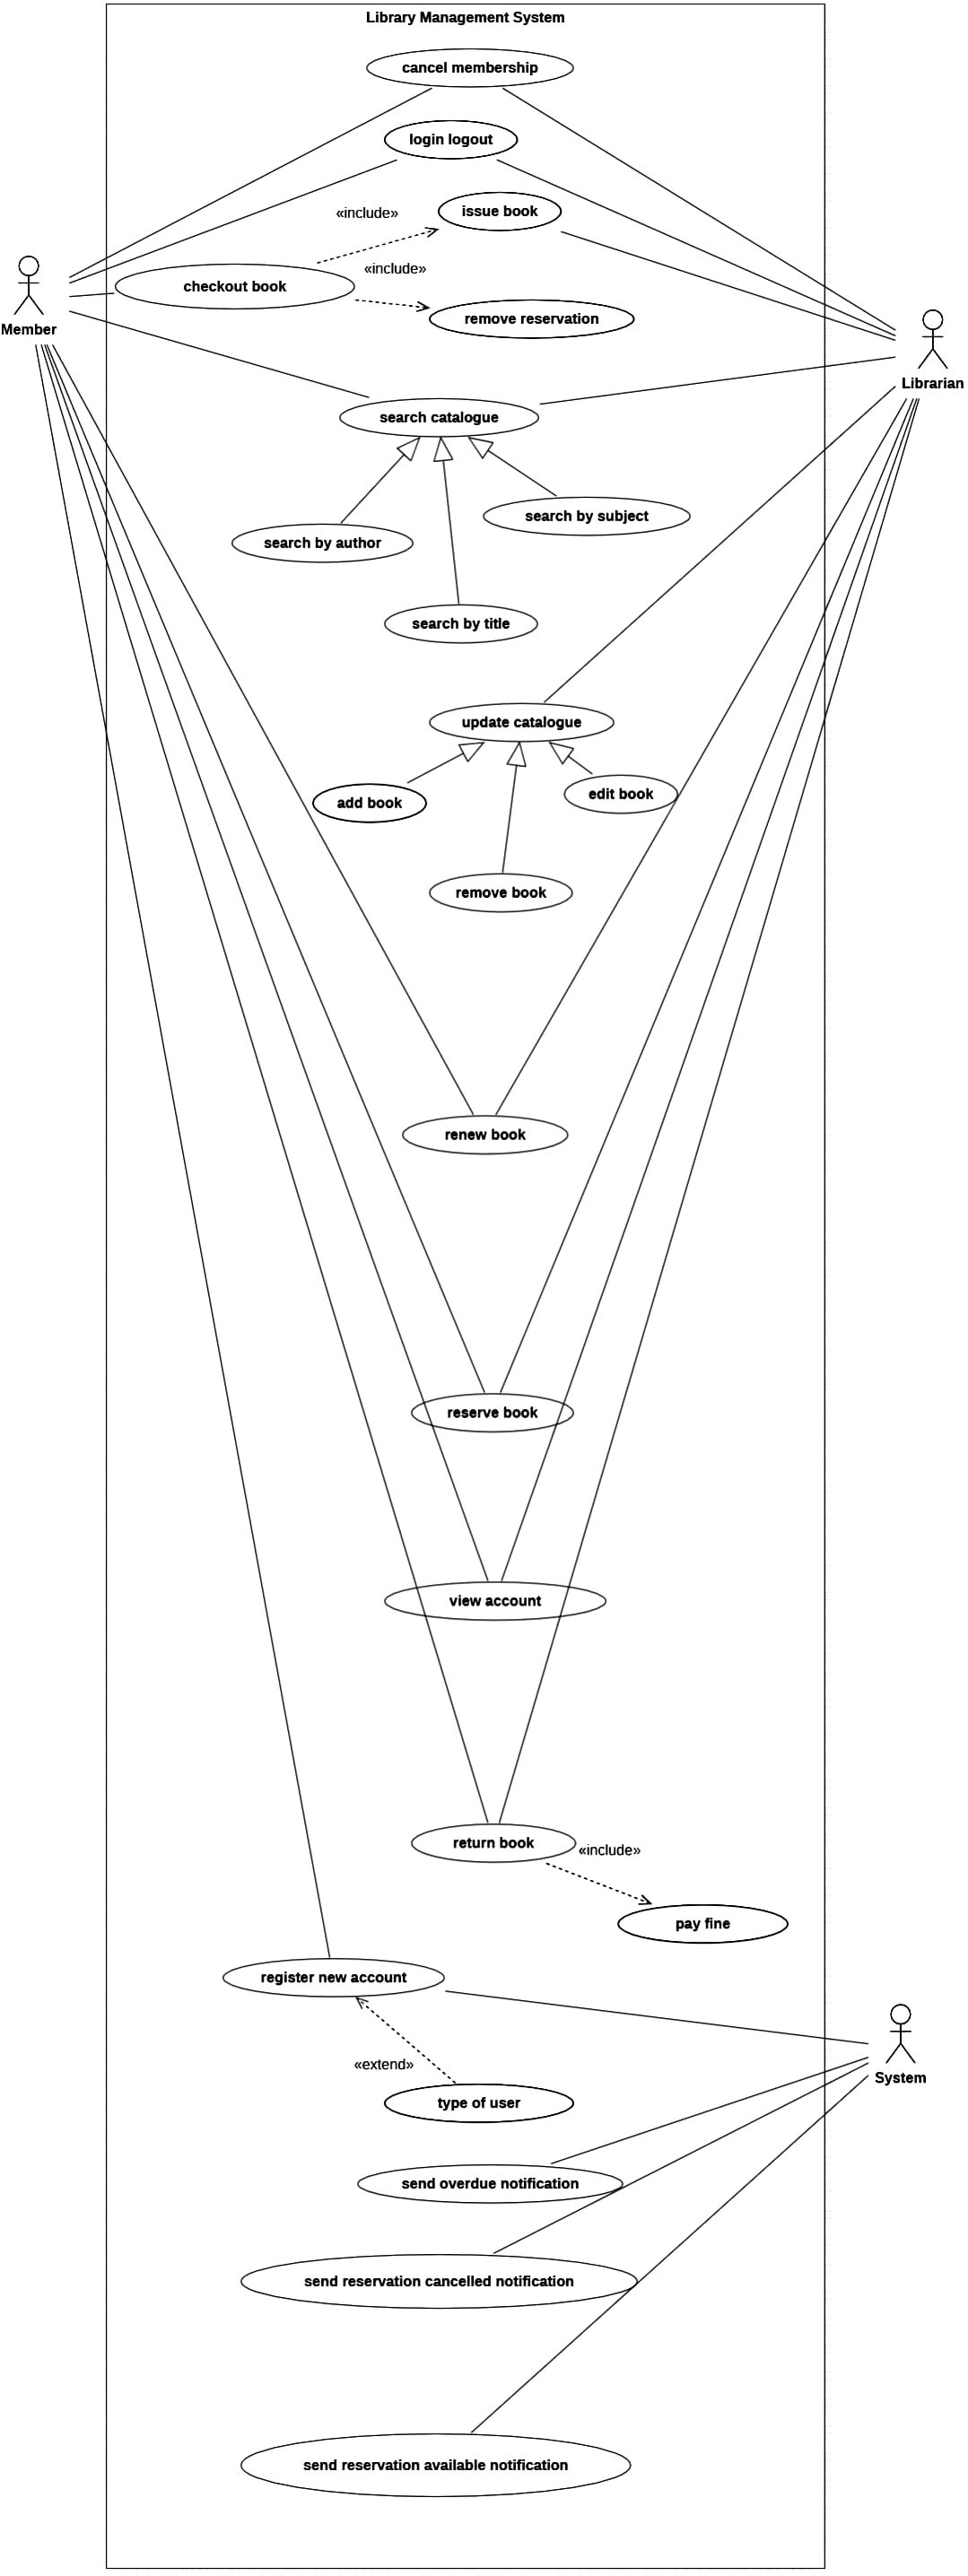 Library Management System
cancel membership
login logout
«include»
issue book
«include»
checkout book
remove reservation
Member
Librarian
search catalogue
search by subject
search by author
search by title
update catalogue
edit book
add book
remove book
renew book
reserve book
view account
return book
«include»
pay fine
register new account
«extend»
System
type of user
send overdue notification
send reservation cancelled notification
send reservation available notification